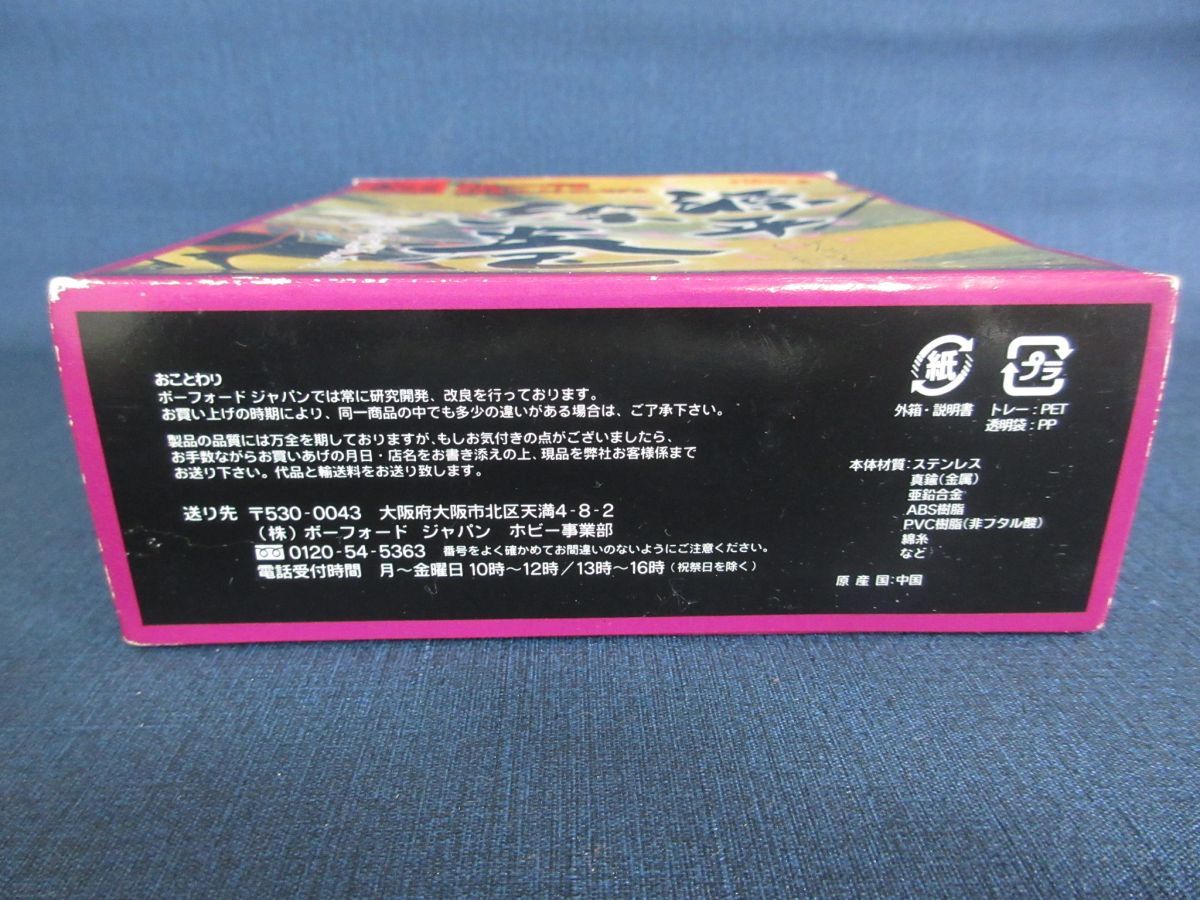 源平
おことわり
ボーフォード ジャパンでは常に研究開発、改良を行っております。
お買い上げの時期により、同一商品の中でも多少の違いがある場合は、ご了承下さい。
製品の品質には万全を期しておりますが、もしお気付きの点がございましたら、
お手数ながらお買いあげの月日・店名をお書き添えの上、現品を弊社お客様係まで
お送り下さい。代品と輸送料をお送り致します。
送り先 〒530-0043 大阪府大阪市北区天満4-8-2
（株）ボーフォード ジャパン ホビー事業部
0120-54-5363 番号をよく確かめてお間違いのないようにご注意ください。
電話受付時間 月～金曜日 10時～12時／13時～16時（祝祭日を除く）
紙
プラ
外箱・説明書 トレー：PET
透明袋：PP
本体材質：ステンレス
真鍮（金属）
亜鉛合金
ABS樹脂
PVC樹脂（非フタル酸）
綿糸
など
原 産 国：中国